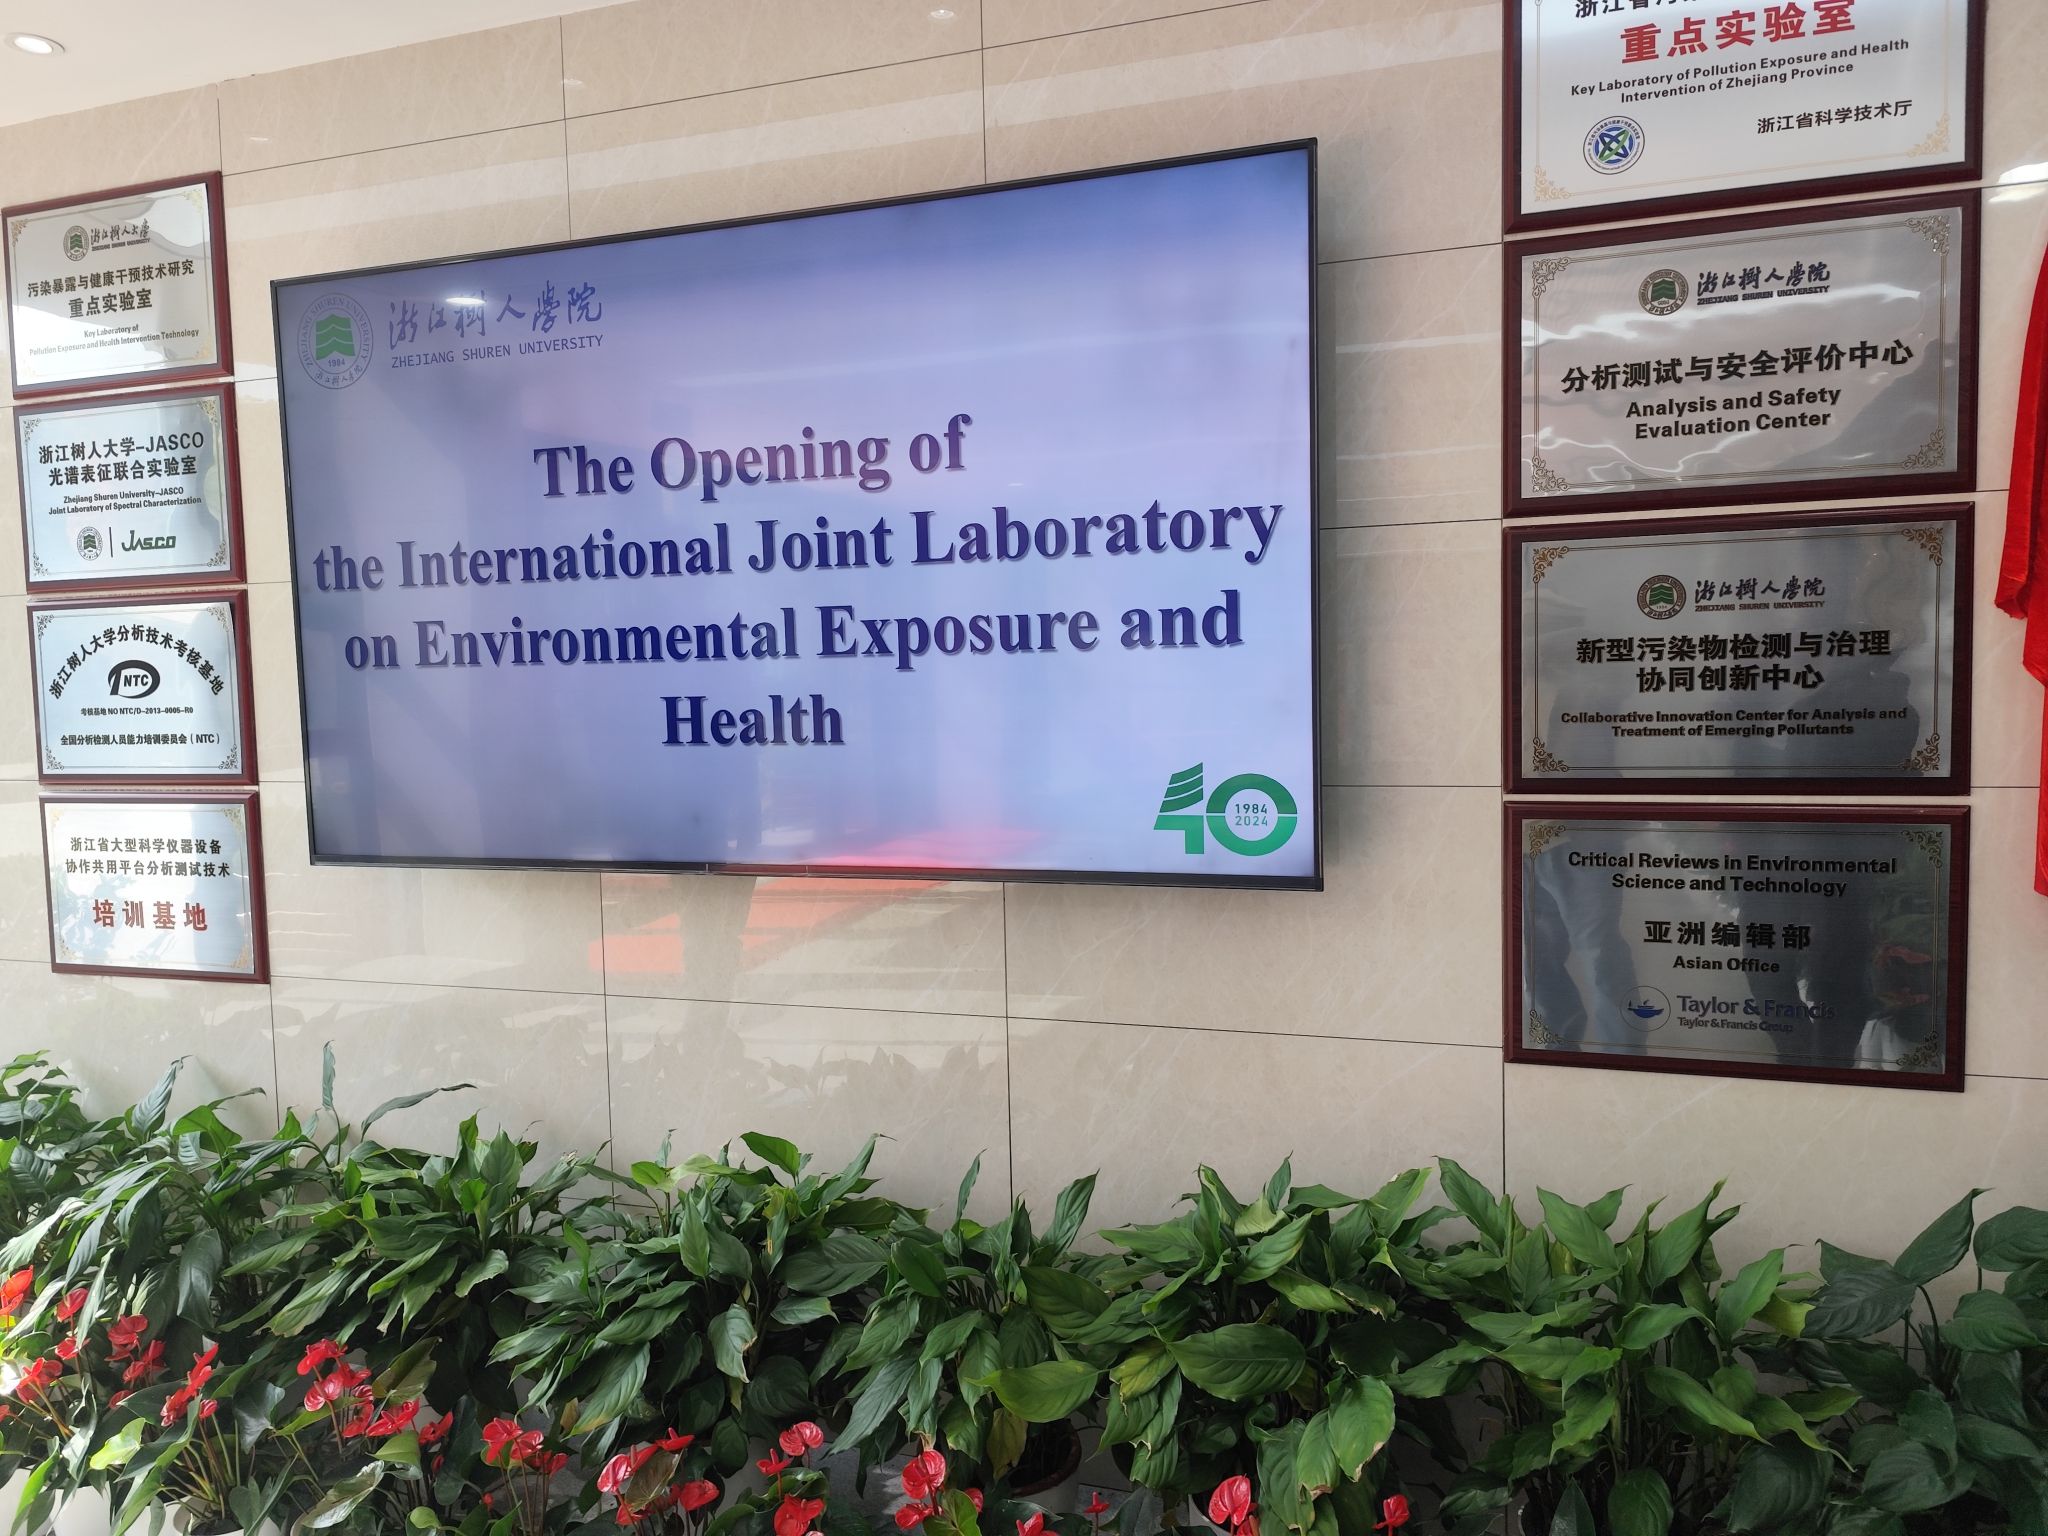 浙江树人大学
ZHEJIANG SHUREN UNIVERSITY
污染暴露与健康干预技术研究
重点实验室
Key Laboratory of
Pollution Exposure and Health Intervention Technology
浙江树人大学-JASCO
光谱表征联合实验室
Zhejiang Shuren University-JASCO
Joint Laboratory of Spectral Characterization
JASCO
浙江树人大学分析技术考核基地
NTC
考核基地 NO NTC/D-2013-0005-R0
全国分析检测人员能力培训委员会（NTC）
浙江省大型科学仪器设备
协作共用平台分析测试技术
培训基地
ZHEJIANG SHUREN UNIVERSITY
1984
浙江樹人學院
ZHEJIANG SHUREN UNIVERSITY
The Opening of
the International Joint Laboratory
on Environmental Exposure and
Health
40
1984
2024
重点实验室
Key Laboratory of Pollution Exposure and Health
Intervention of Zhejiang Province
浙江省科学技术厅
浙江樹人學院
ZHEJIANG SHUREN UNIVERSITY
分析测试与安全评价中心
Analysis and Safety
Evaluation Center
浙江樹人學院
ZHEJIANG SHUREN UNIVERSITY
新型污染物检测与治理
协同创新中心
Collaborative Innovation Center for Analysis and
Treatment of Emerging Pollutants
Critical Reviews in Environmental
Science and Technology
亚洲编辑部
Asian Office
Taylor & Francis
Taylor & Francis Group